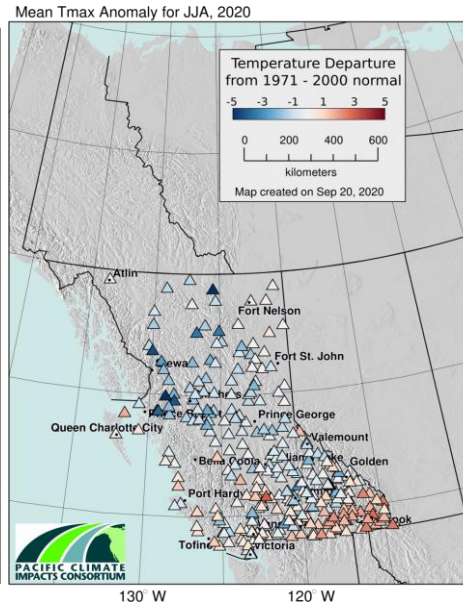 Mean Tmax Anomaly for JJA, 2020
Temperature Departure
from 1971 - 2000 normal
-5 -3 -1 1 3 5
0 200 400 600
kilometers
Map created on Sep 20, 2020
Atlin
Fort Nelson
Fort St. John
Prince George
Queen Charlotte City
Valemount
Bella Coola
Golden
Port Hardy
PACIFIC CLIMATE
IMPACTS CONSORTIUM
130° W 120° W